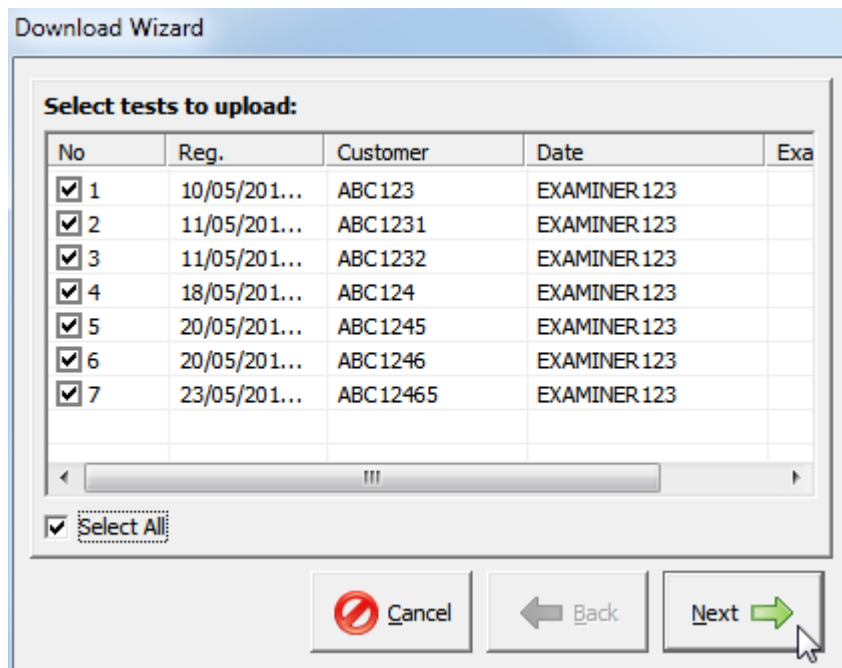 Download Wizard
Select tests to upload:
No Reg. Customer Date Exa
1 10/05/201... ABC123 EXAMINER123
2 11/05/201... ABC1231 EXAMINER123
3 11/05/201... ABC1232 EXAMINER123
4 18/05/201... ABC124 EXAMINER123
5 20/05/201... ABC1245 EXAMINER123
6 20/05/201... ABC1246 EXAMINER123
7 23/05/201... ABC12465 EXAMINER123
Select All
Cancel Back Next